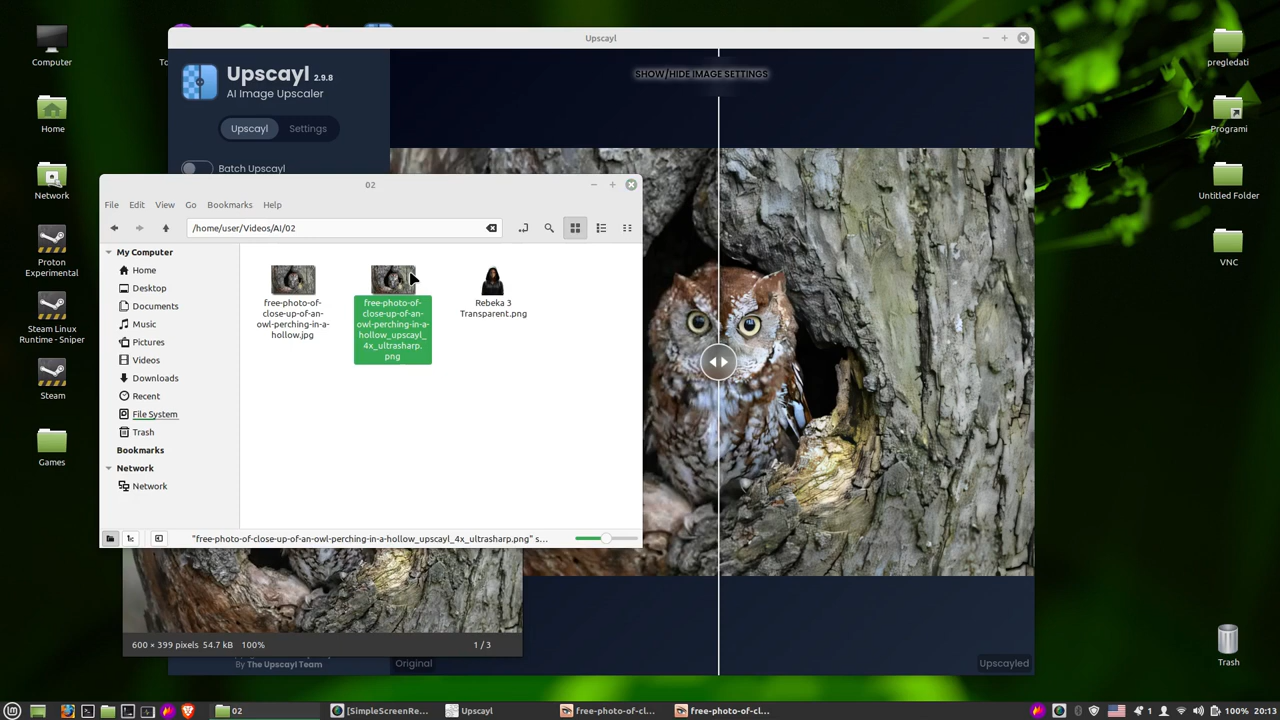 Computer
Home
Network
Proton
Experimental
Steam Linux
Runtime - Sniper
Steam
Games
Upscayl
Upscayl 2.9.8
AI Image Upscaler
Upscayl
Settings
Batch Upscayl
SHOW/HIDE IMAGE SETTINGS
02
File
Edit
View
Go
Bookmarks
Help
/home/user/Videos/AI/02
My Computer
Home
Desktop
Documents
Music
Pictures
Videos
Downloads
Recent
File System
Trash
Bookmarks
Network
Network
free-photo-of-
close-up-of-an-
owl-perching-in-a-
hollow.jpg
free-photo-of-
close-up-of-an-
owl-perching-in-a-
hollow_upscayl_
4x_ultrasharp.
png
Rebeka 3
Transparent.png
"free-photo-of-close-up-of-an-owl-perching-in-a-hollow_upscayl_4x_ultrasharp.png" s...
600 × 399 pixels 54.7 kB 100%
1 / 3
By The Upscayl Team
Original
Upscayled
pregledati
Programi
Untitled Folder
VNC
Trash
02
[SimpleScreenRe...
Upscayl
free-photo-of-cl...
free-photo-of-cl...
1
100%
20:13